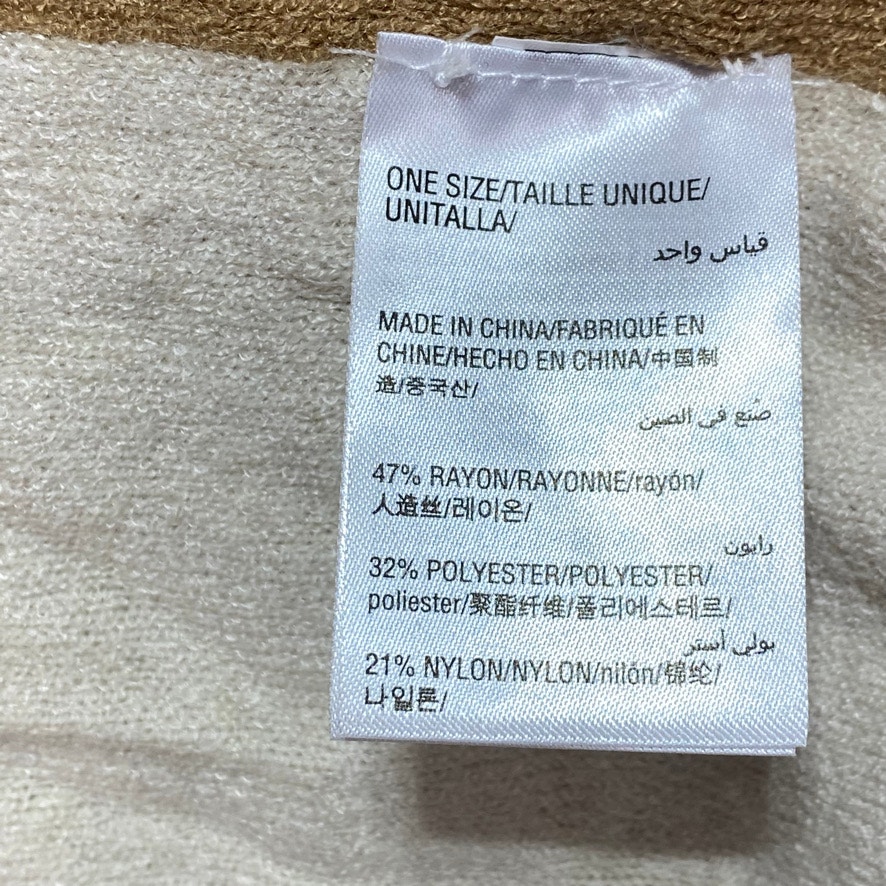 ONE SIZE/TAILLE UNIQUE/
UNITALLA/
قياس واحد
MADE IN CHINA/FABRIQUÉ EN
CHINE/HECHO EN CHINA/中国制
造/중국산/
صُنع في الصين
47% RAYON/RAYONNE/rayón/
人造丝/레이온/
رايون
32% POLYESTER/POLYESTER/
poliester/聚酯纤维/폴리에스테르/
بولي أستر
21% NYLON/NYLON/nilón/锦纶/
나일론/